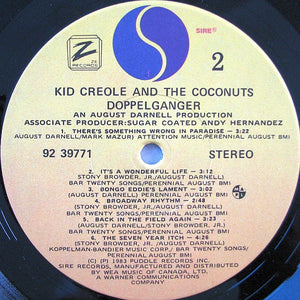 SIRE®
Z
ZE
RECORDS
2
KID CREOLE AND THE COCONUTS
DOPPELGANGER
AN AUGUST DARNELL PRODUCTION
ASSOCIATE PRODUCER:SUGAR COATED ANDY HERNANDEZ
1. THERE'S SOMETHING WRONG IN PARADISE — 3:22
AUGUST DARNELL/MARK MAZUR) ATTENTION MUSIC/PERENNIAL AUGUST BMI
92 39771 STEREO
2. IT'S A WONDERFUL LIFE — 3:12
(STONY BROWDER, JR./AUGUST DARNELL)
BAR TWENTY SONGS/PERENNIAL AUGUST BMI
3. BONGO EDDIE'S LAMENT — 3:02
(AUGUST DARNELL) PERENNIAL AUGUST BMI
4. BROADWAY RHYTHM — 2:48
(STONY BROWDER, JR./AUGUST DARNELL)
BAR TWENTY SONGS/PERENNIAL AUGUST BMI
5. BACK IN THE FIELD AGAIN — 3:13
(AUGUST DARNELL/STONY BROWDER, JR.)
BAR TWENTY SONGS/PERENNIAL AUGUST BMI
6. THE SEVEN YEAR ITCH —
(STONY BROWDER, JR./AUGUST DARNELL)
KOPPELMAN-BANDIER MUSIC CORP./ BAR TWENTY SONGS/
PERENNIAL AUGUST BMI
(P) (C) 1983 PUDDLE RECORDS INC.
SIRE RECORDS, MANUFACTURED AND DISTRIBUTED
BY WEA MUSIC OF CANADA, LTD.
A WARNER COMMUNICATIONS
COMPANY